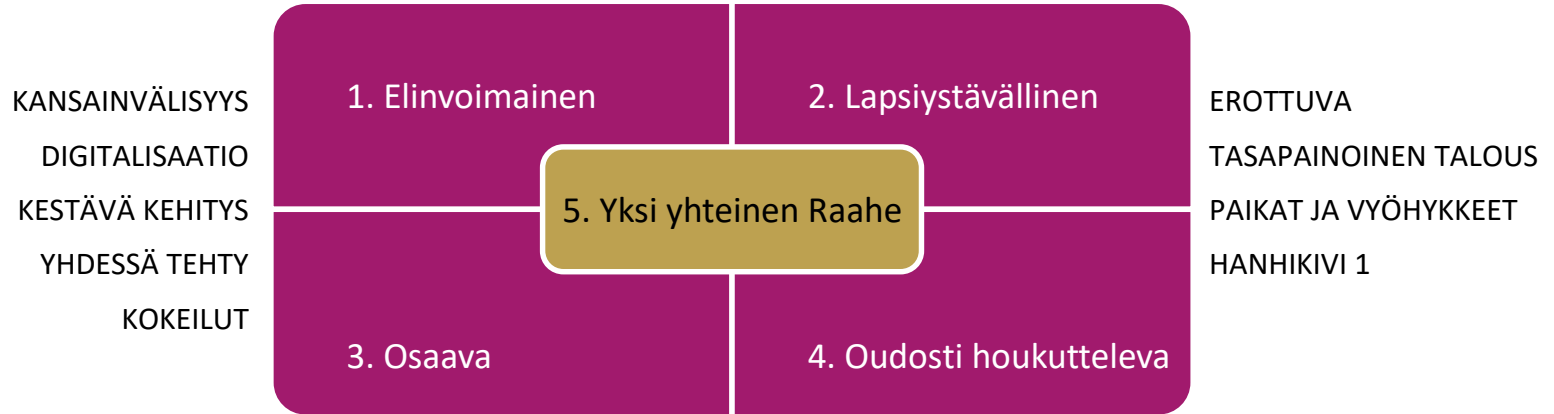 KANSAINVÄLISYYS
DIGITALISAATIO
KESTÄVÄ KEHITYS
YHDESSÄ TEHTY
KOKEILUT
1. Elinvoimainen
2. Lapsiystävällinen
5. Yksi yhteinen Raahe
3. Osaava
4. Oudosti houkutteleva
EROTTUVA
TASAPAINOINEN TALOUS
PAIKAT JA VYÖHYKKEET
HANHIKIVI 1